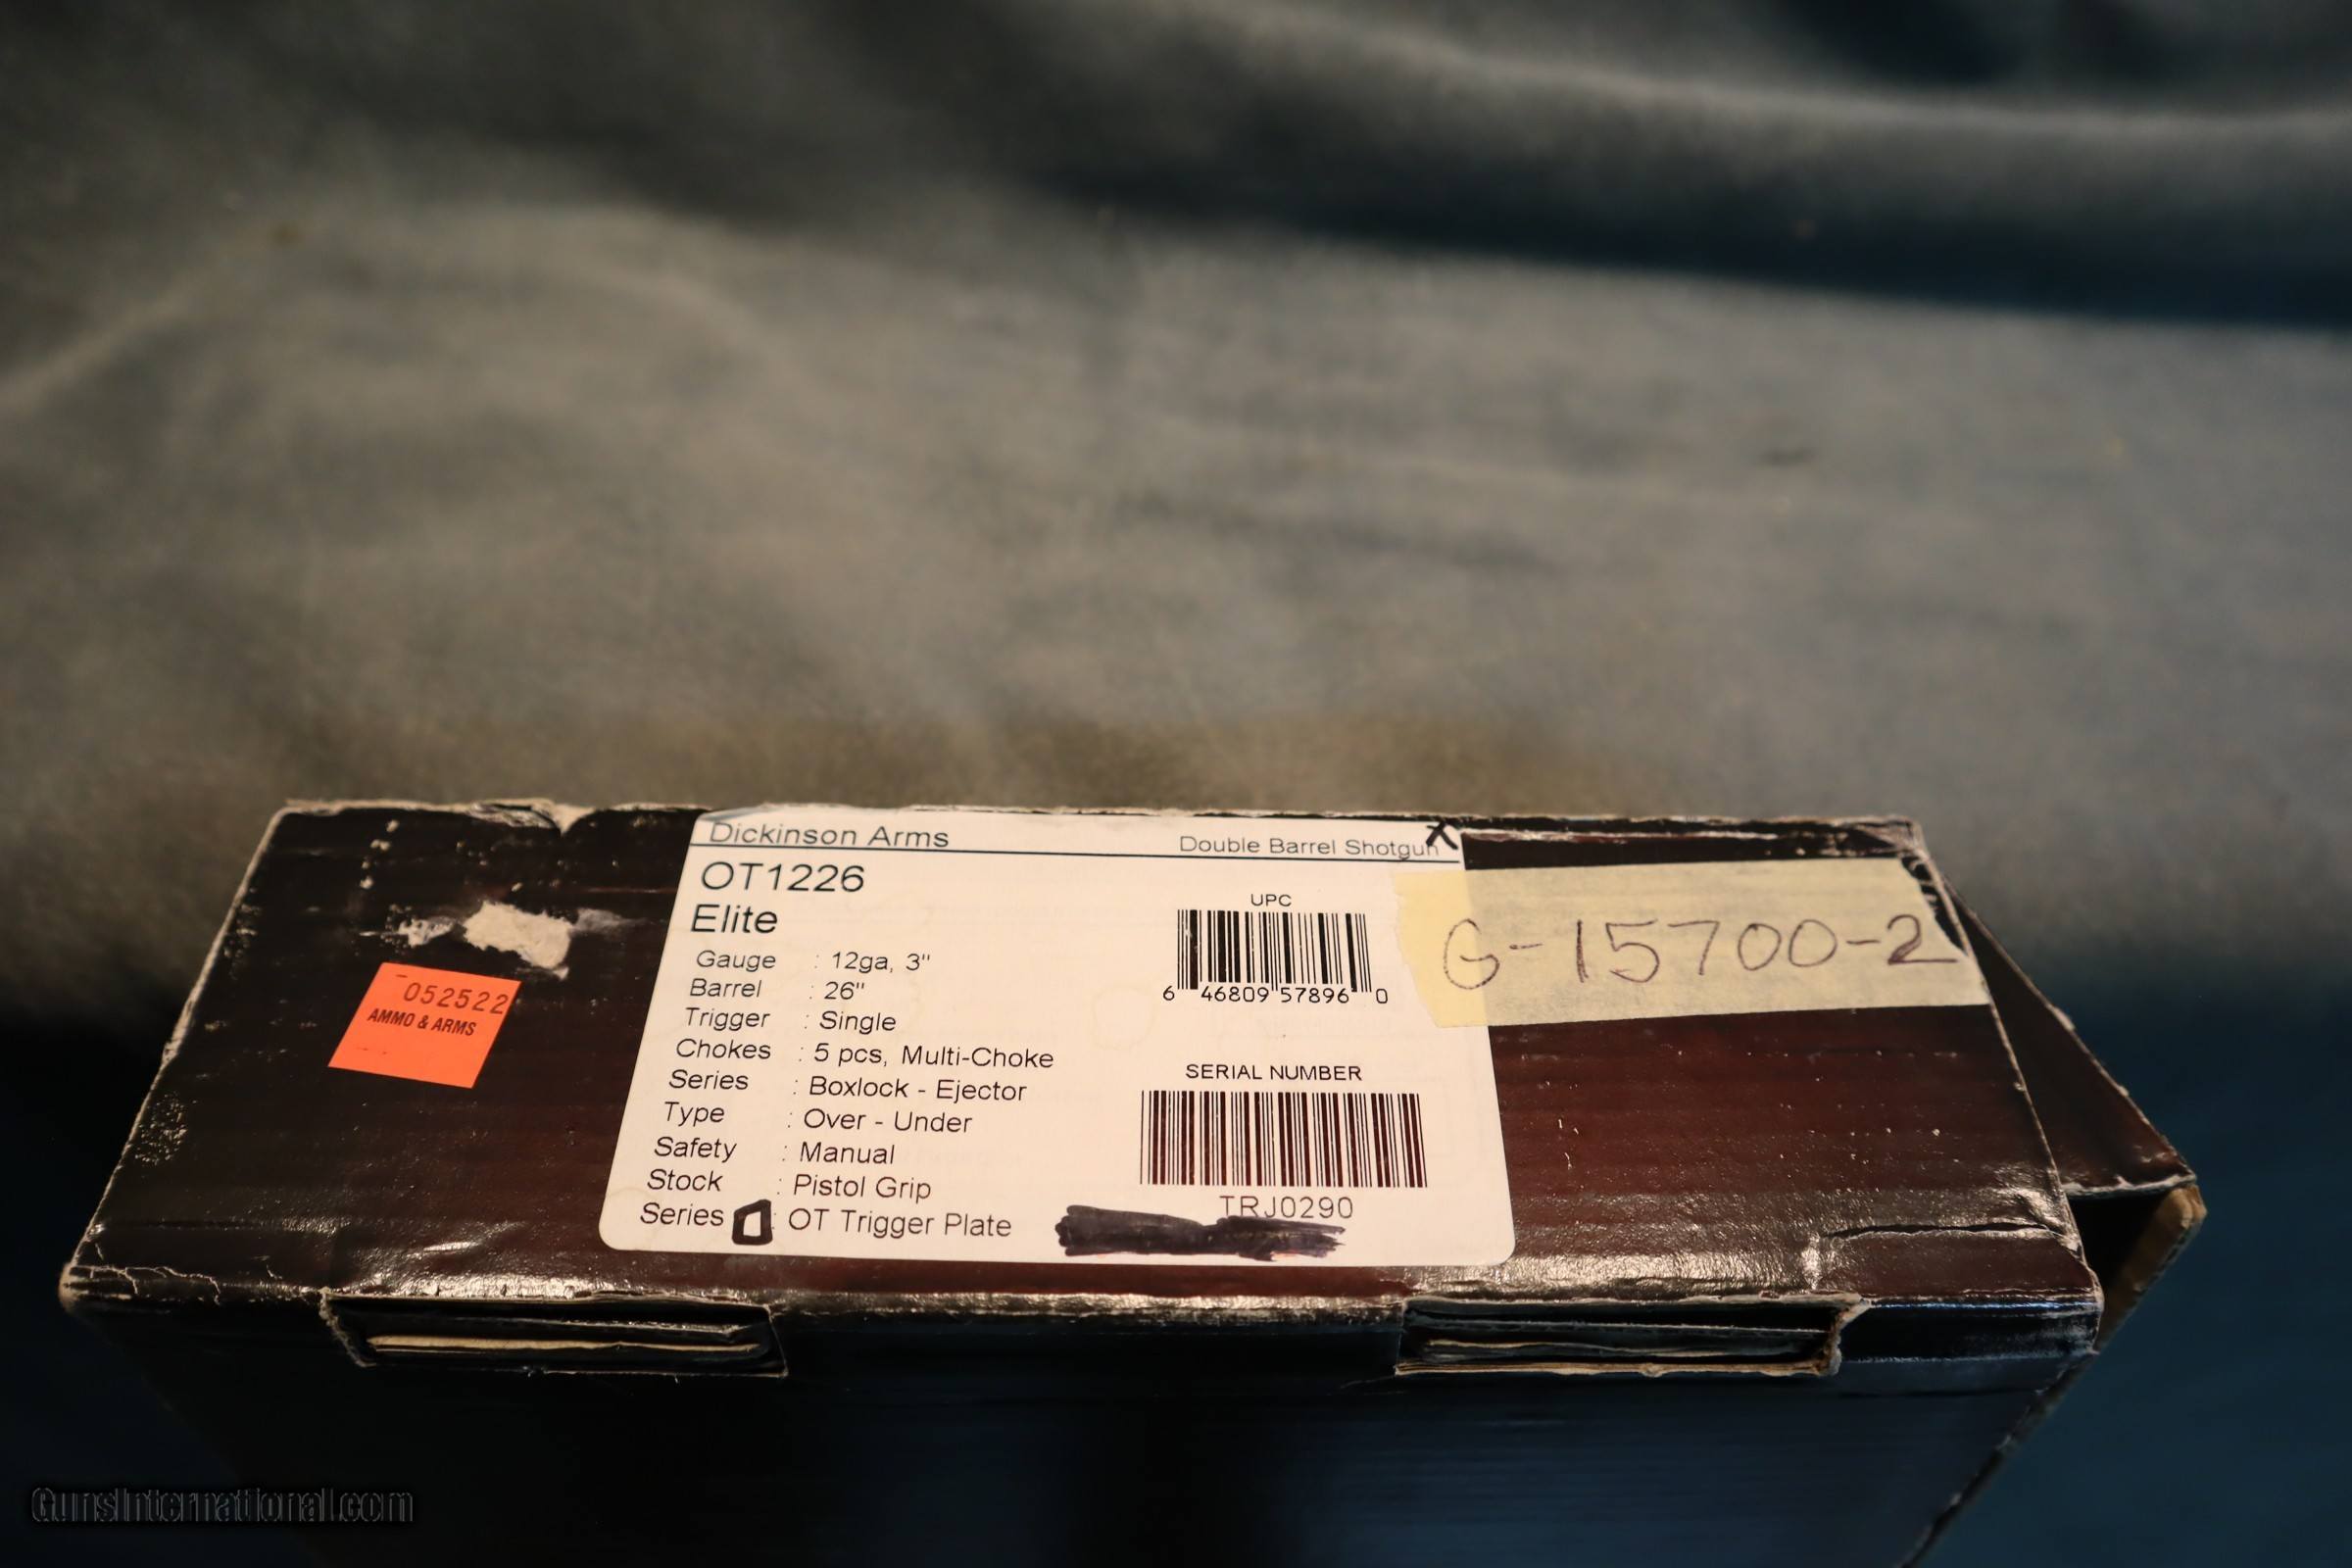 Dickinson Arms Double Barrel Shotgun X
OT1226
Elite
Gauge : 12ga, 3"
Barrel : 26"
Trigger : Single
Chokes : 5 pcs, Multi-Choke
Series : Boxlock - Ejector
Type : Over - Under
Safety : Manual
Stock : Pistol Grip
Series : OT Trigger Plate
UPC
6 46809 57896 0
SERIAL NUMBER
TRJ0290
G-15700-2
052522
AMMO & ARMS
GunsInternational.com